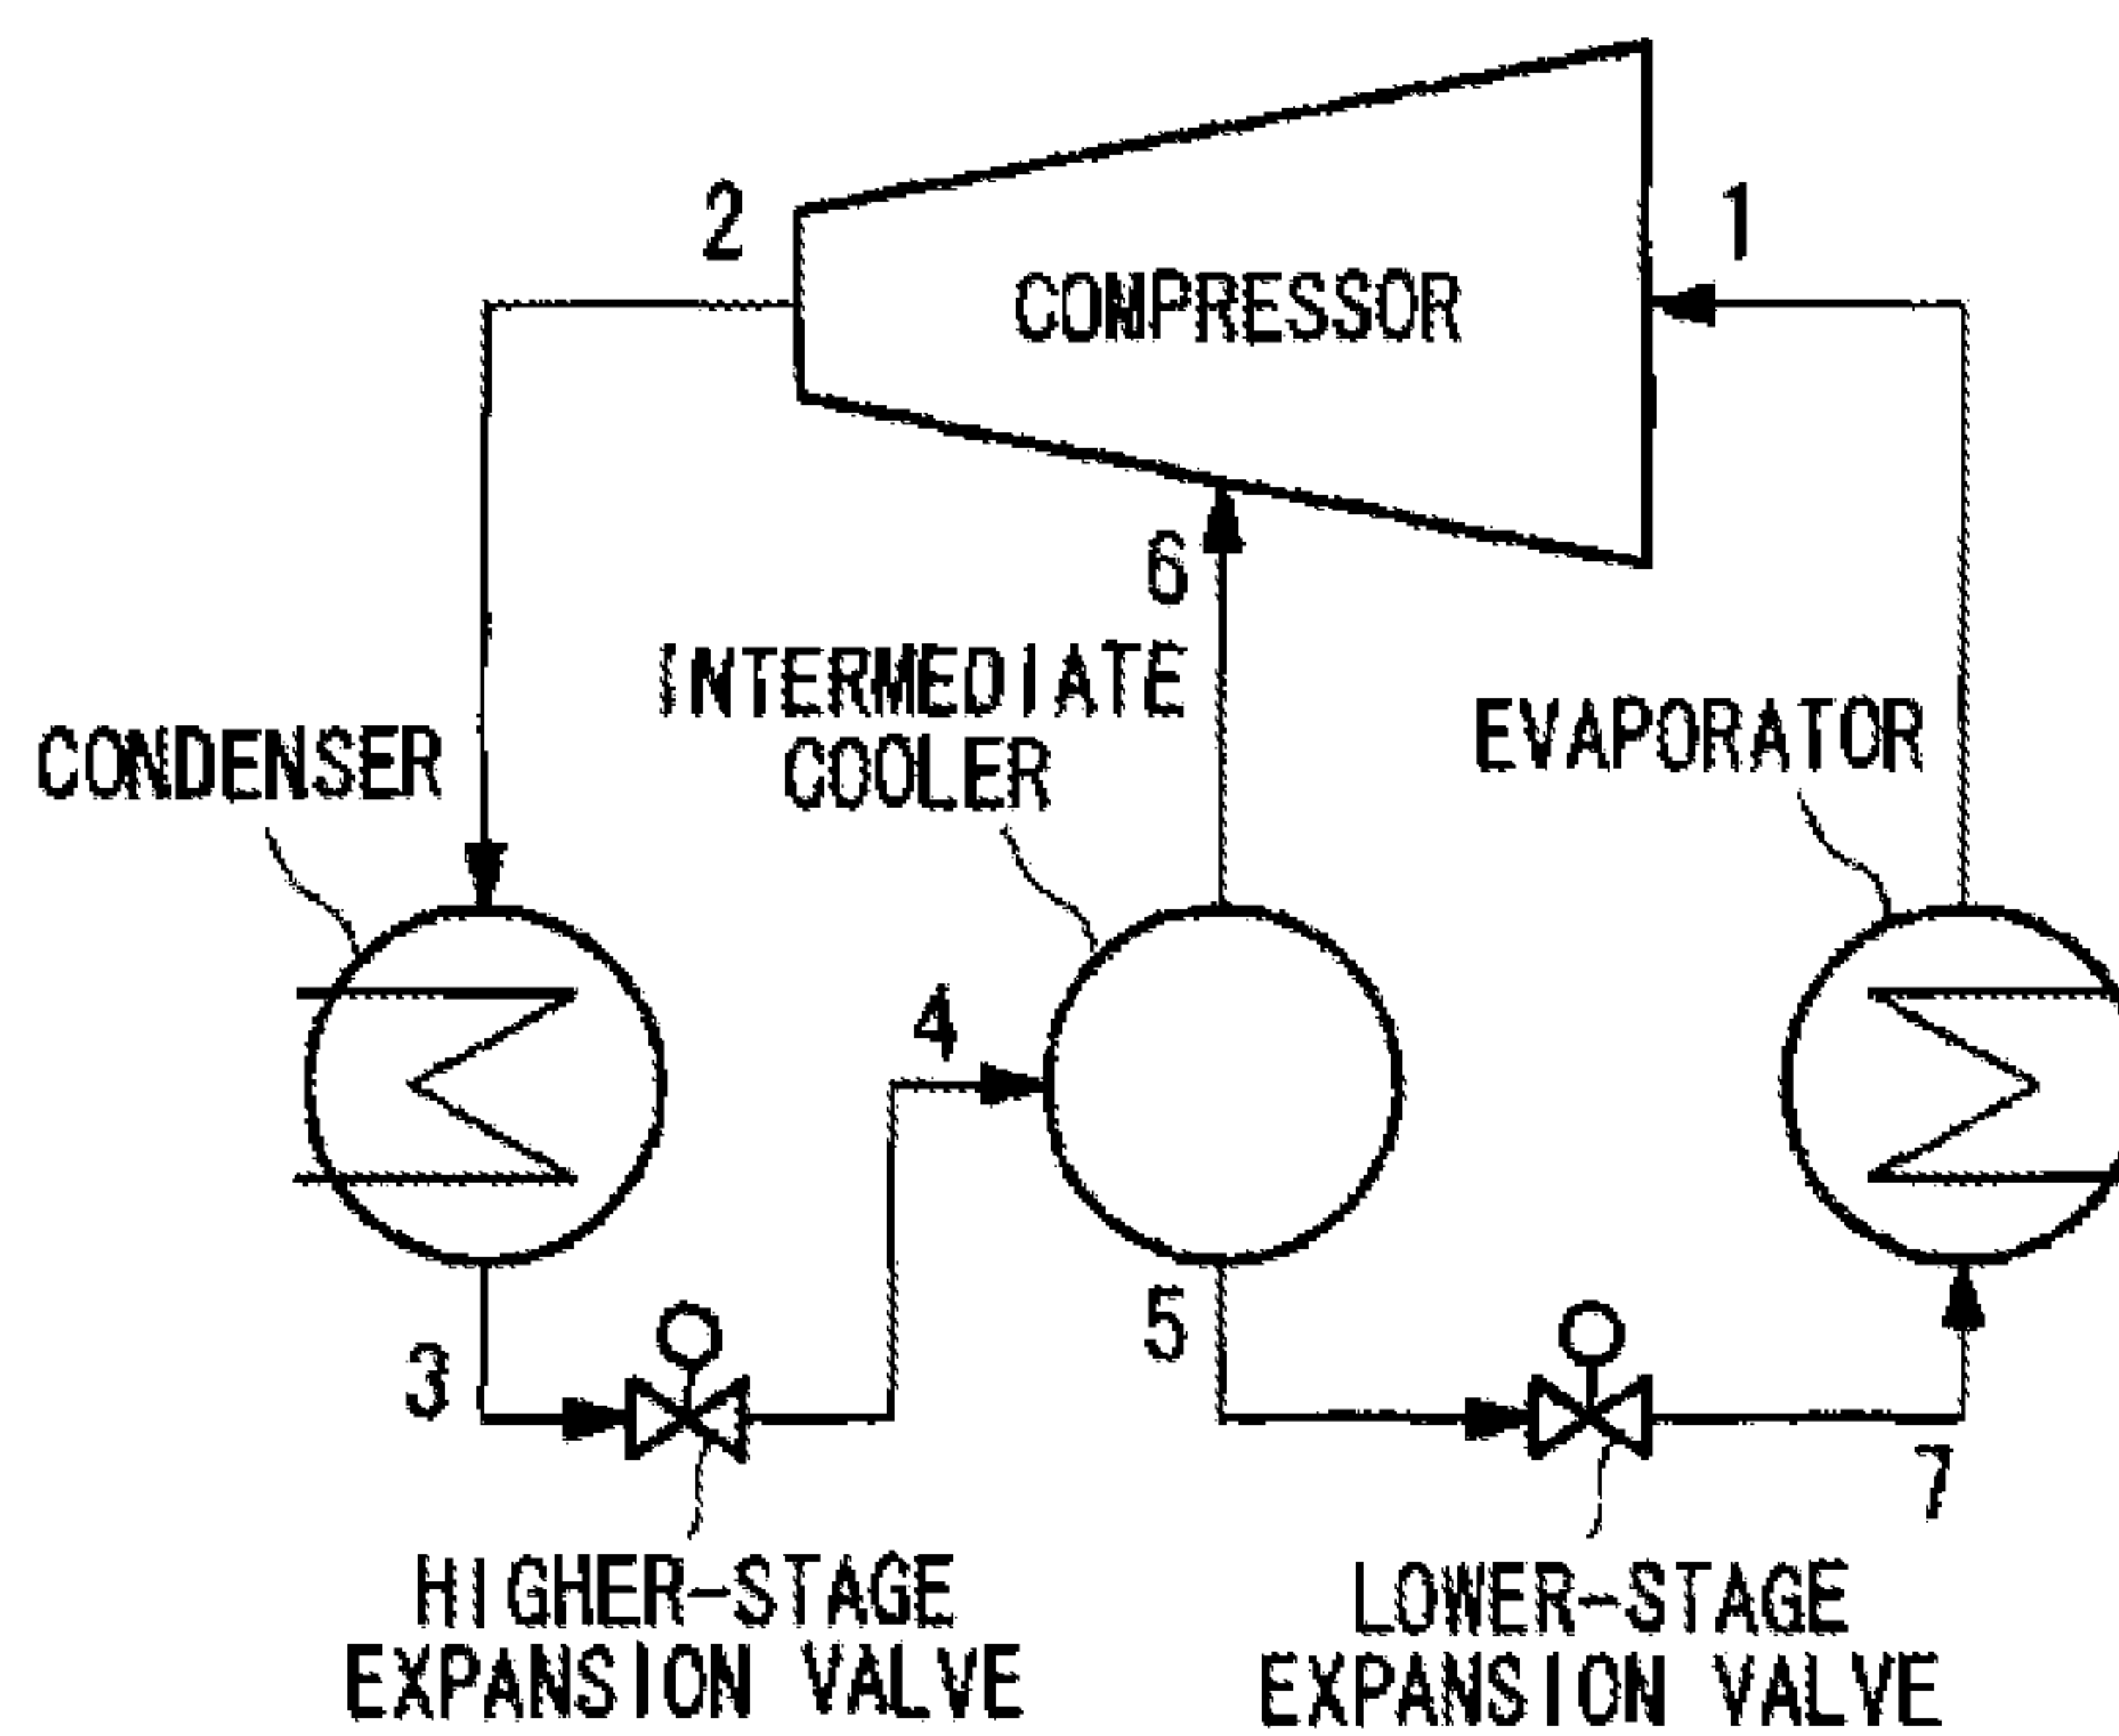 2
1
COMPRESSOR
6
INTERMEDIATE
COOLER
CONDENSER
EVAPORATOR
4
5
3
7
HIGHER-STAGE
EXPANSION VALVE
LOWER-STAGE
EXPANSION VALVE